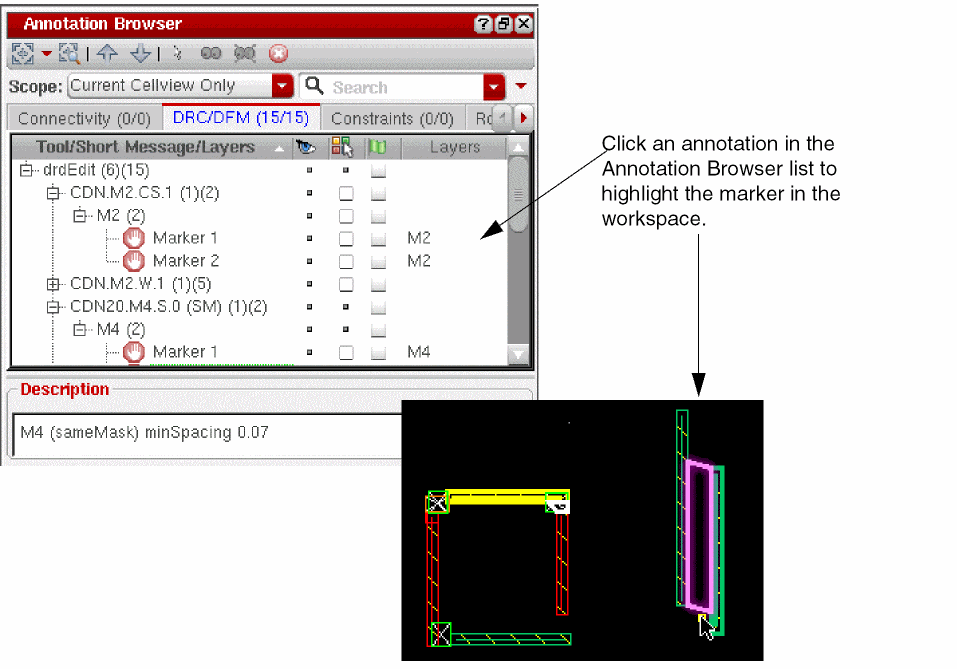 Annotation Browser
Scope: Current Cellview Only Search
Connectivity (0/0) DRC/DFM (15/15) Constraints (0/0)
Tool/Short Message/Layers Layers
drdEdit (6)(15)
CDN.M2.CS.1 (1)(2)
M2 (2)
Marker 1 M2
Marker 2 M2
CDN.M2.W.1 (1)(5)
CDN20.M4.S.0 (SM) (1)(2)
M4 (2)
Marker 1 M4
Description
M4 (sameMask) minSpacing 0.07
Click an annotation in the
Annotation Browser list to
highlight the marker in the
workspace.